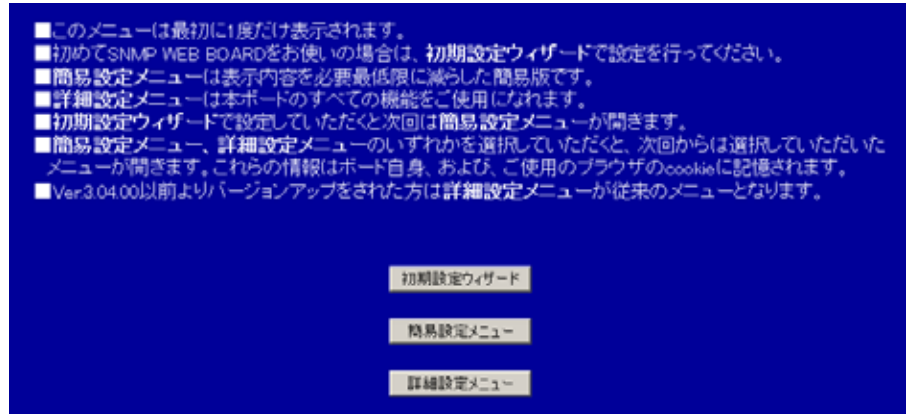 ■このメニューは最初に1度だけ表示されます。
■初めてSNMP WEB BOARDをお使いの場合は、初期設定ウィザードで設定を行ってください。
■簡易設定メニューは表示内容を必要最低限に減らした簡易版です。
■詳細設定メニューは本ボードのすべての機能をご使用になれます。
■初期設定ウィザードで設定していただくと次回は簡易設定メニューが開きます。
■簡易設定メニュー、詳細設定メニューのいずれかを選択していただくと、次回からは選択していただいた
メニューが開きます。これらの情報はボード自身、および、ご使用のブラウザのcookieに記憶されます。
■Ver.3.04.00以前よりバージョンアップをされた方は詳細設定メニューが従来のメニューとなります。
初期設定ウィザード
簡易設定メニュー
詳細設定メニュー